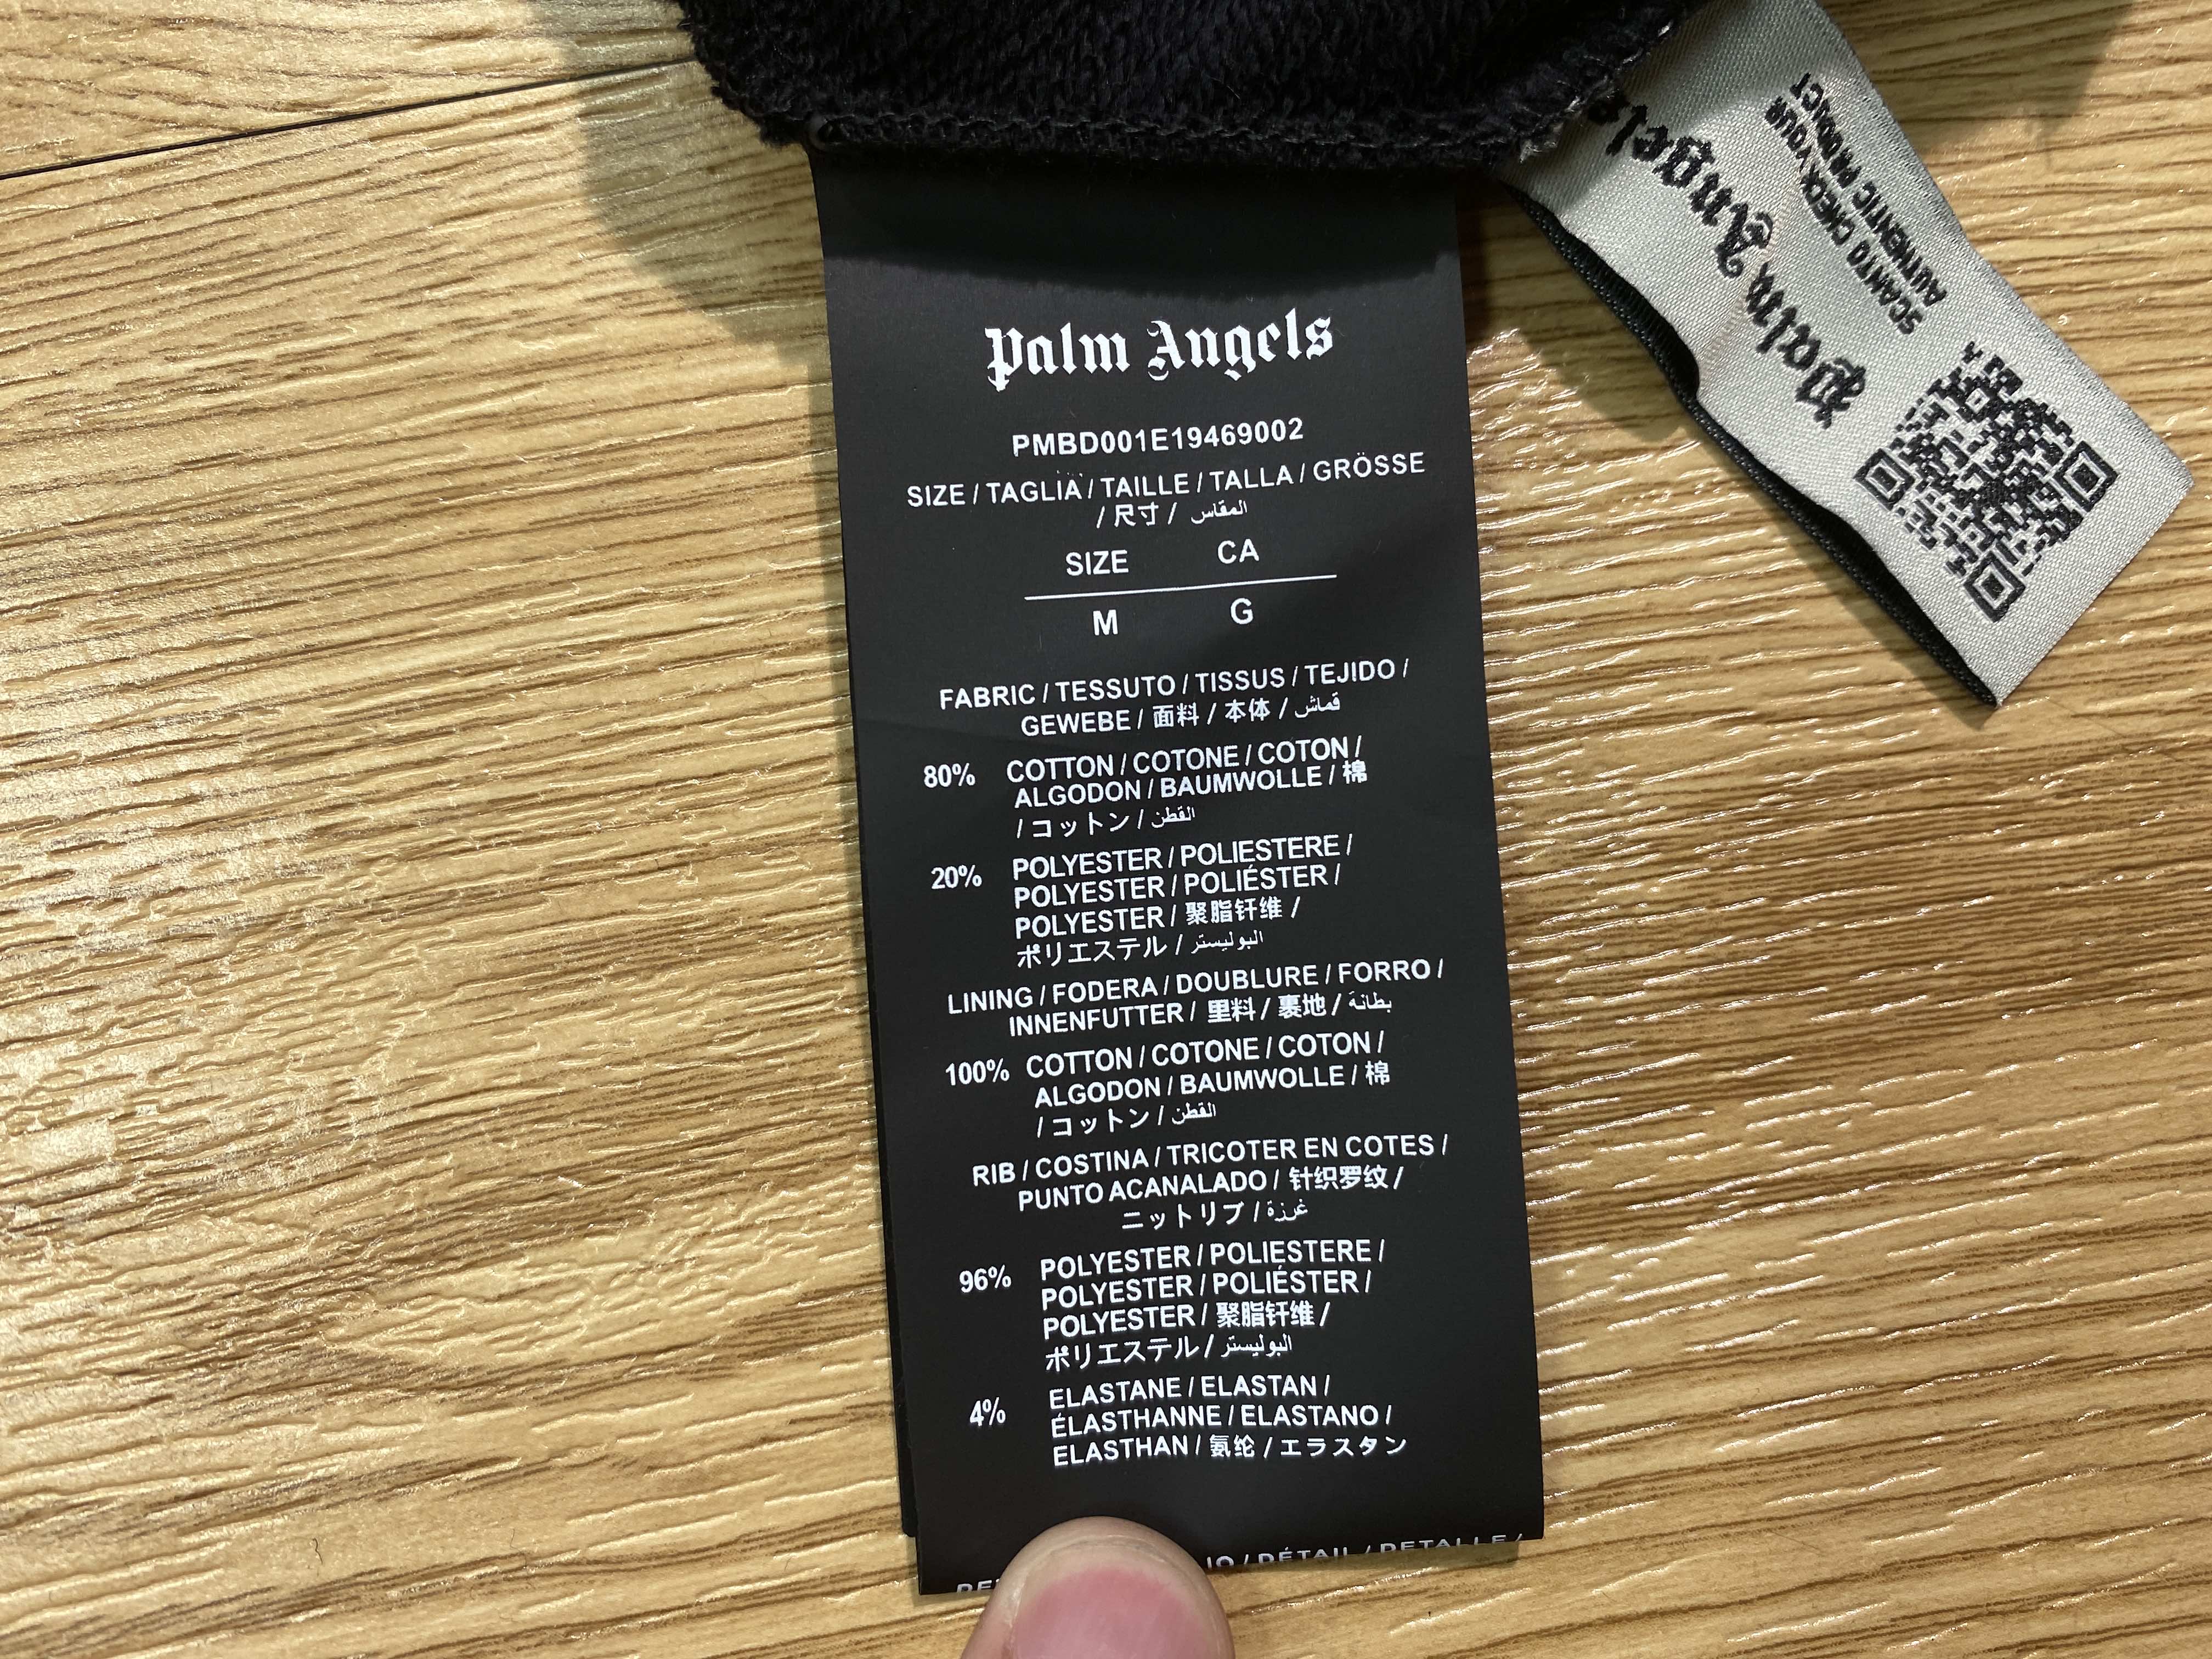 Palm Angels
PMBD001E19469002
SIZE / TAGLIA / TAILLE / TALLA / GRÖSSE
/ 尺寸 / المقاس
SIZE CA
M G
FABRIC / TESSUTO / TISSUS / TEJIDO /
GEWEBE / 面料 / 本体 / قماش
80% COTTON / COTONE / COTON /
ALGODON / BAUMWOLLE / 棉
/ コットン / القطن
20% POLYESTER / POLIESTERE /
POLYESTER / POLIÉSTER /
POLYESTER / 聚脂钎维 /
ポリエステル / البوليستر
LINING / FODERA / DOUBLURE / FORRO /
INNENFUTTER / 里料 / 裏地 / بطانة
100% COTTON / COTONE / COTON /
ALGODON / BAUMWOLLE / 棉
/ コットン / القطن
RIB / COSTINA / TRICOTER EN COTES /
PUNTO ACANALADO / 针织罗纹 /
ニットリブ / غرزة
96% POLYESTER / POLIESTERE /
POLYESTER / POLIÉSTER /
POLYESTER / 聚脂钎维 /
ポリエステル / البوليستر
4% ELASTANE / ELASTAN /
ÉLASTHANNE / ELASTANO /
ELASTHAN / 氨纶 / エラスタン
/ DÉTAIL / DETALLE /
Palm Angels
SCAN TO CHECK YOUR
AUTHENTIC PRODUCT